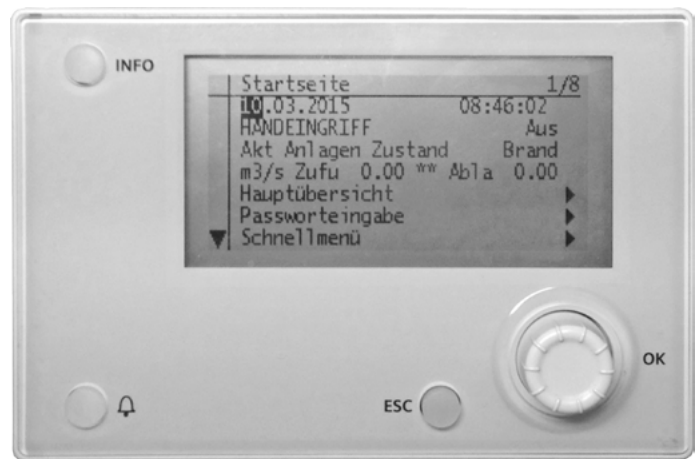 INFO
Startseite 1/8
10.03.2015 08:46:02
HANDEINGRIFF Aus
Akt Anlagen Zustand Brand
m3/s Zufu 0.00 ** Abla 0.00
Hauptübersicht
Passworteingabe
Schnellmenü
OK
ESC